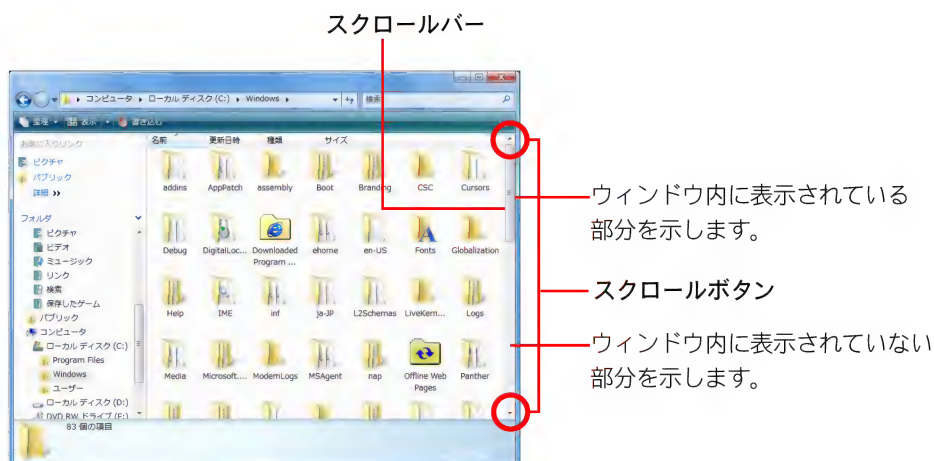 スクロールバー
コンピュータ ▸ ローカル ディスク (C:) ▸ Windows ▸
検索
整理 表示 書き込む
お気に入りリンク
ピクチャ
パブリック
詳細 »
フォルダ
ピクチャ
ビデオ
ミュージック
リンク
検索
保存したゲーム
パブリック
コンピュータ
ローカル ディスク (C:)
Program Files
Windows
ユーザー
ローカル ディスク (D:)
DVD RW ドライブ (E:)
名前 更新日時 種類 サイズ
addins AppPatch assembly Boot Branding CSC Cursors
Debug DigitalLoc... Downloaded Program ... ehome en-US Fonts Globalization
Help IME inf ja-JP L2Schemas LiveKern... Logs
Media Microsoft.... ModemLogs MSAgent nap Offline Web Pages Panther
83 個の項目
ウィンドウ内に表示されている
部分を示します。
スクロールボタン
ウィンドウ内に表示されていない
部分を示します。